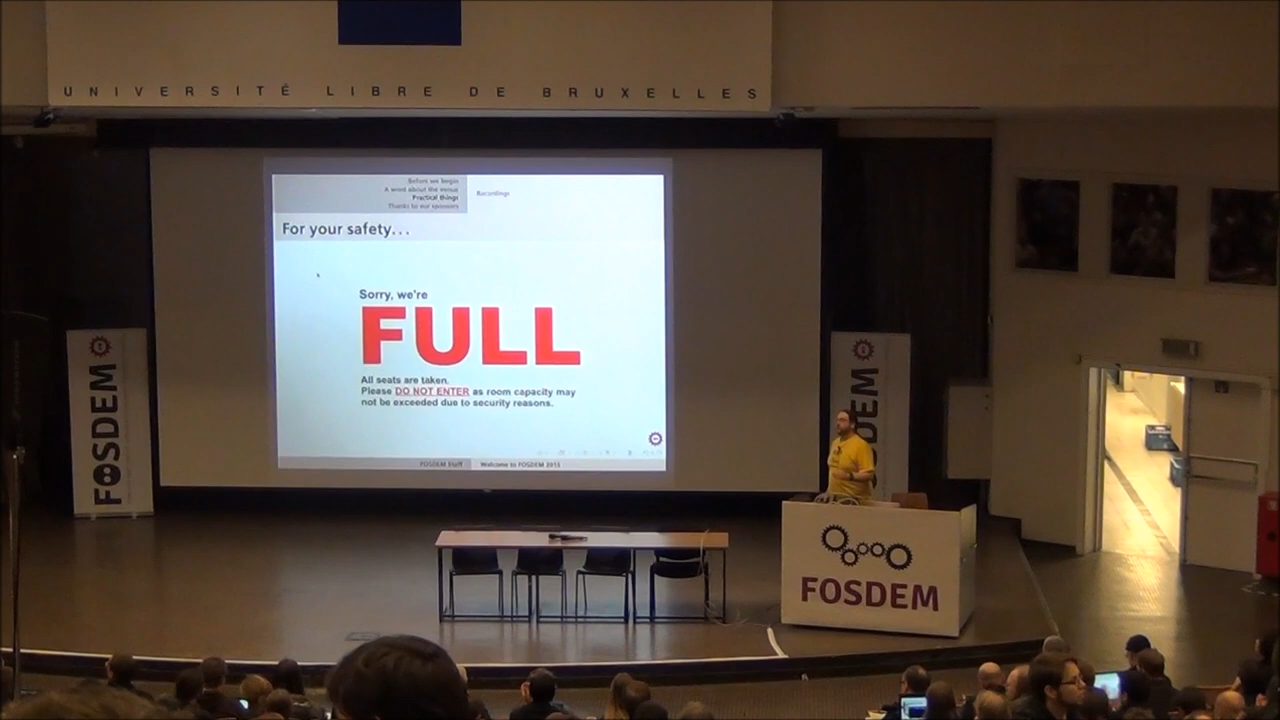 UNIVERSITÉ LIBRE DE BRUXELLES
Before we begin
A word about the venue
Practical things
Thanks to our sponsors
Recordings
For your safety...
Sorry, we're
FULL
All seats are taken.
Please DO NOT ENTER as room capacity may
not be exceeded due to security reasons.
FOSDEM Staff
Welcome to FOSDEM 2015
FOSDEM
FOSDEM
FOSDEM